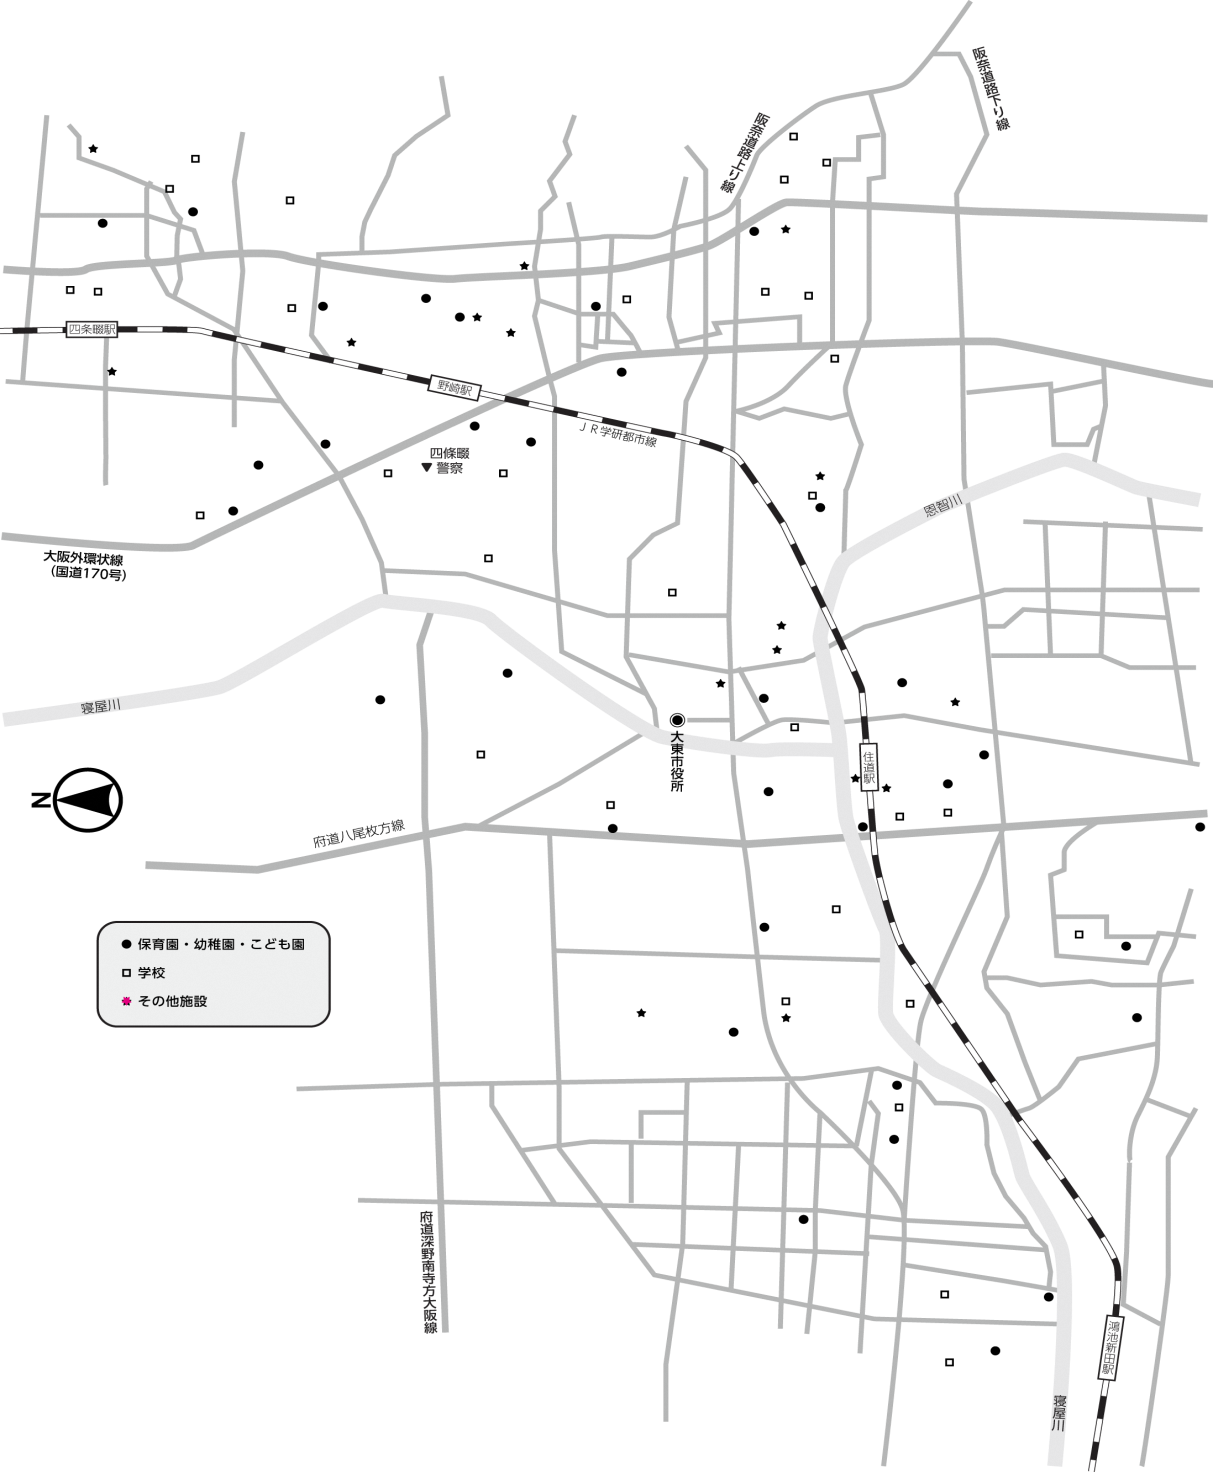 阪奈道路下り線
阪奈道路上り線
四条畷駅
野崎駅
JR学研都市線
四條畷
警察
恩智川
大阪外環状線
（国道170号）
寝屋川
大東市役所
住道駅
N
府道八尾枚方線
保育園・幼稚園・こども園
学校
その他施設
府道深野南寺方大阪線
鴻池新田駅
寝屋川